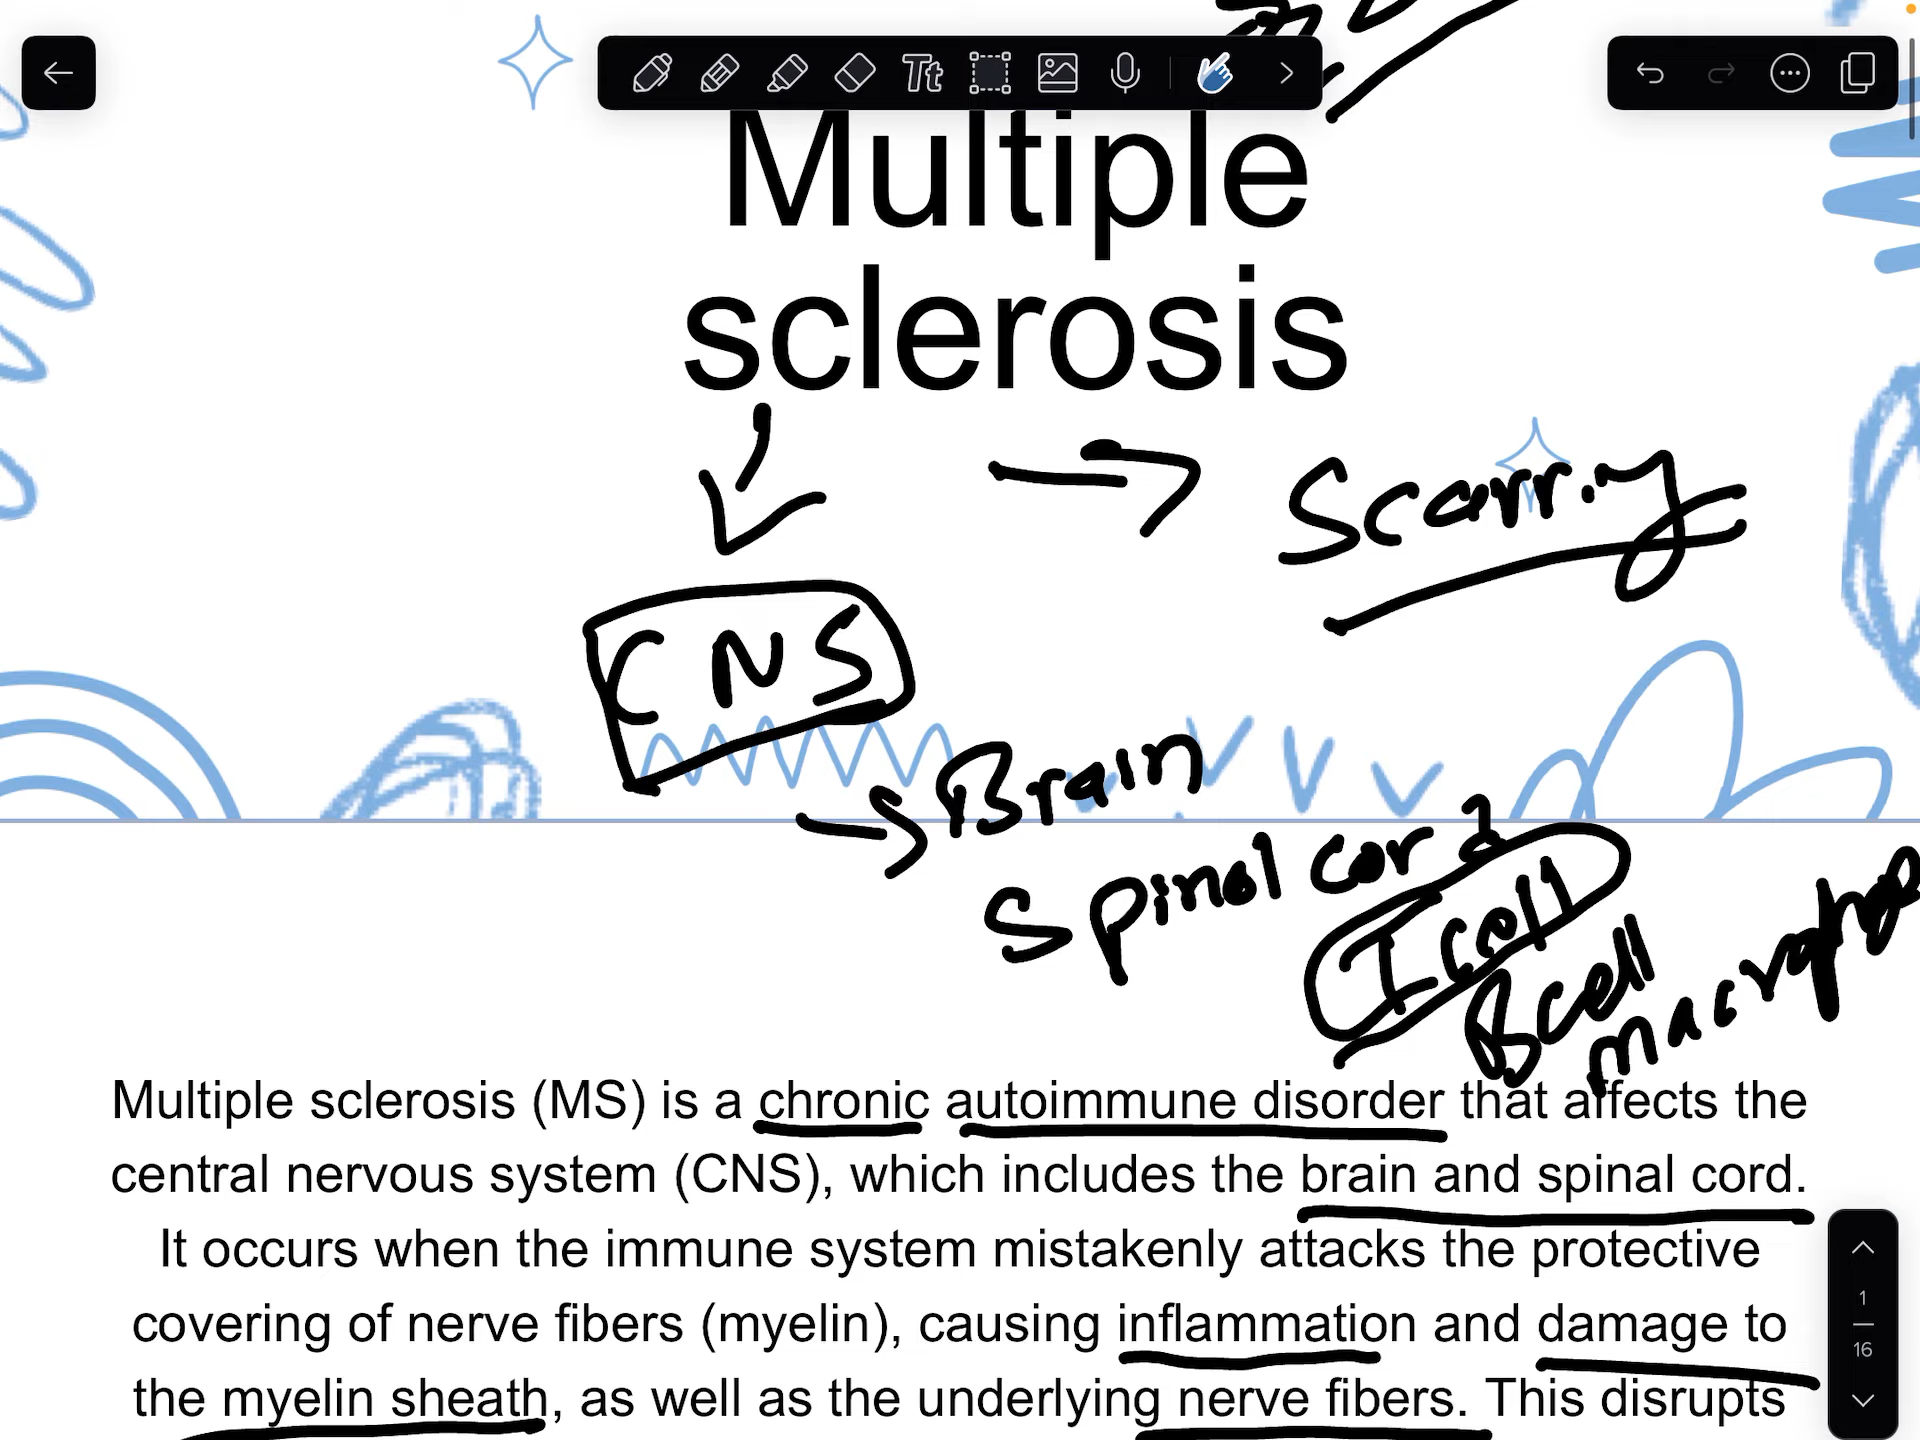 Multiple
sclerosis
Scarring
CNS
Brain
Spinal cord
T cell
B cell
Multiple sclerosis (MS) is a chronic autoimmune disorder that affects the
central nervous system (CNS), which includes the brain and spinal cord.
It occurs when the immune system mistakenly attacks the protective
covering of nerve fibers (myelin), causing inflammation and damage to
the myelin sheath, as well as the underlying nerve fibers. This disrupts
Tt
1
16